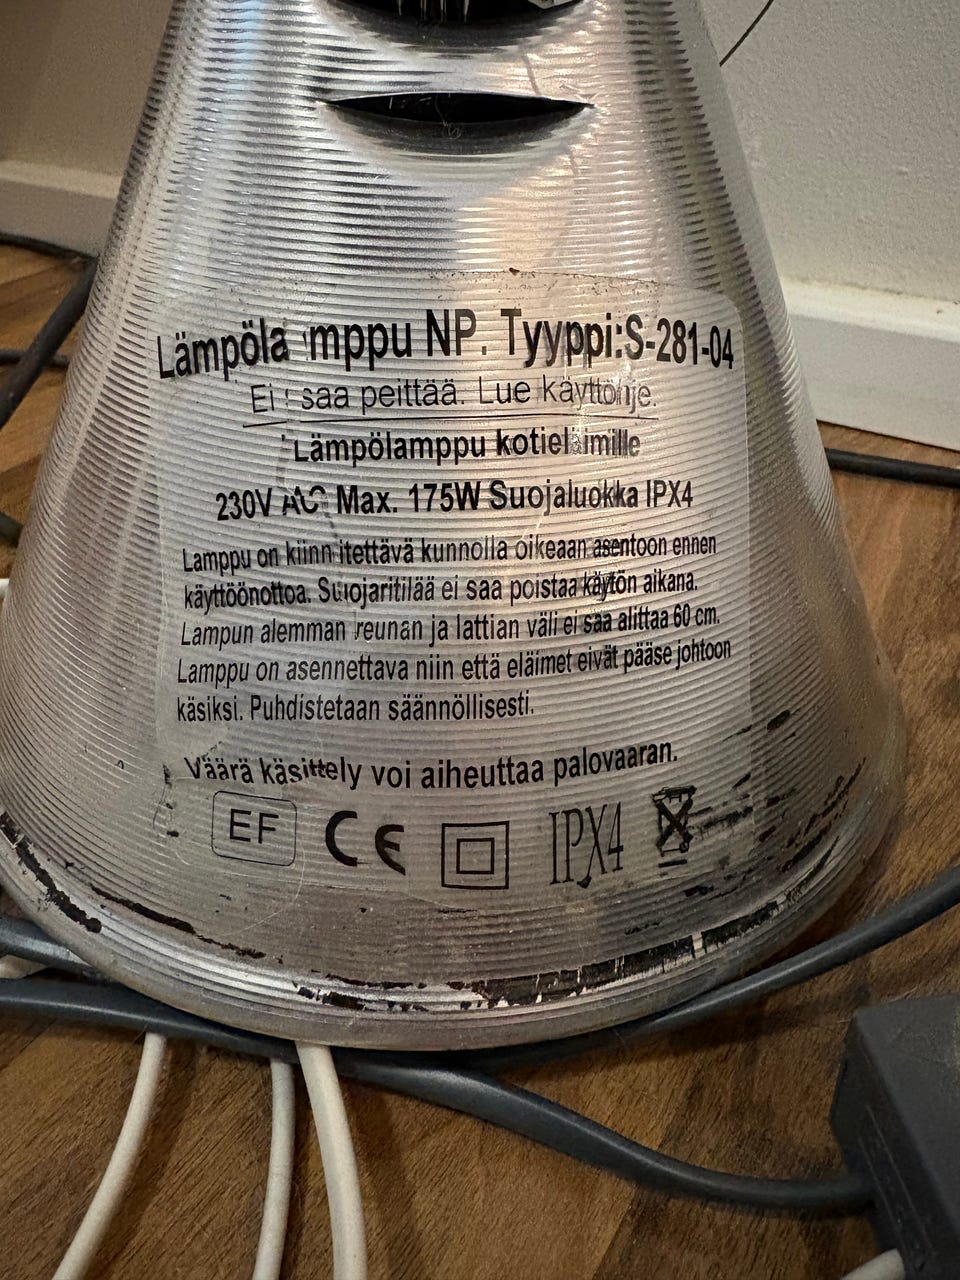 Lämpölamppu NP. Tyyppi:S-281-04
Ei saa peittää. Lue käyttöohje.
Lämpölamppu kotieläimille
230V AC Max. 175W Suojaluokka IPX4
Lamppu on kiinnitettävä kunnolla oikeaan asentoon ennen
käyttöönottoa. Suojaritilää ei saa poistaa käytön aikana.
Lampun alemman reunan ja lattian väli ei saa alittaa 60 cm.
Lamppu on asennettava niin että eläimet eivät pääse johtoon
käsiksi. Puhdistetaan säännöllisesti.
Väärä käsittely voi aiheuttaa palovaaran.
EF CE IPX4